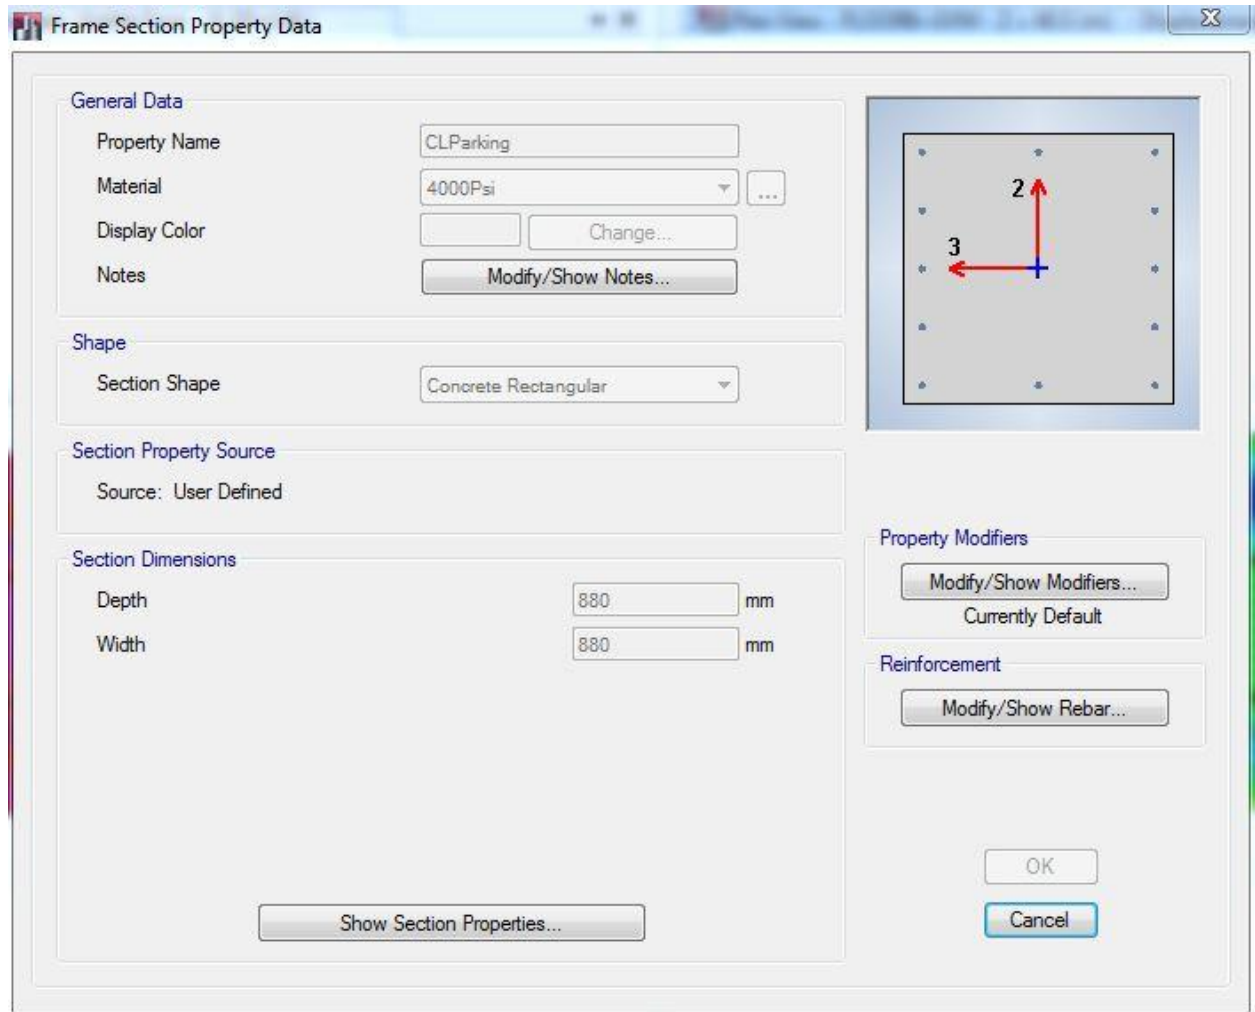 Frame Section Property Data
X
General Data
Property Name CLParking
Material 4000Psi ...
Display Color Change...
Notes Modify/Show Notes...
2
3
Shape
Section Shape Concrete Rectangular
Section Property Source
Source: User Defined
Section Dimensions
Depth 880 mm
Width 880 mm
Show Section Properties...
Property Modifiers
Modify/Show Modifiers...
Currently Default
Reinforcement
Modify/Show Rebar...
OK
Cancel